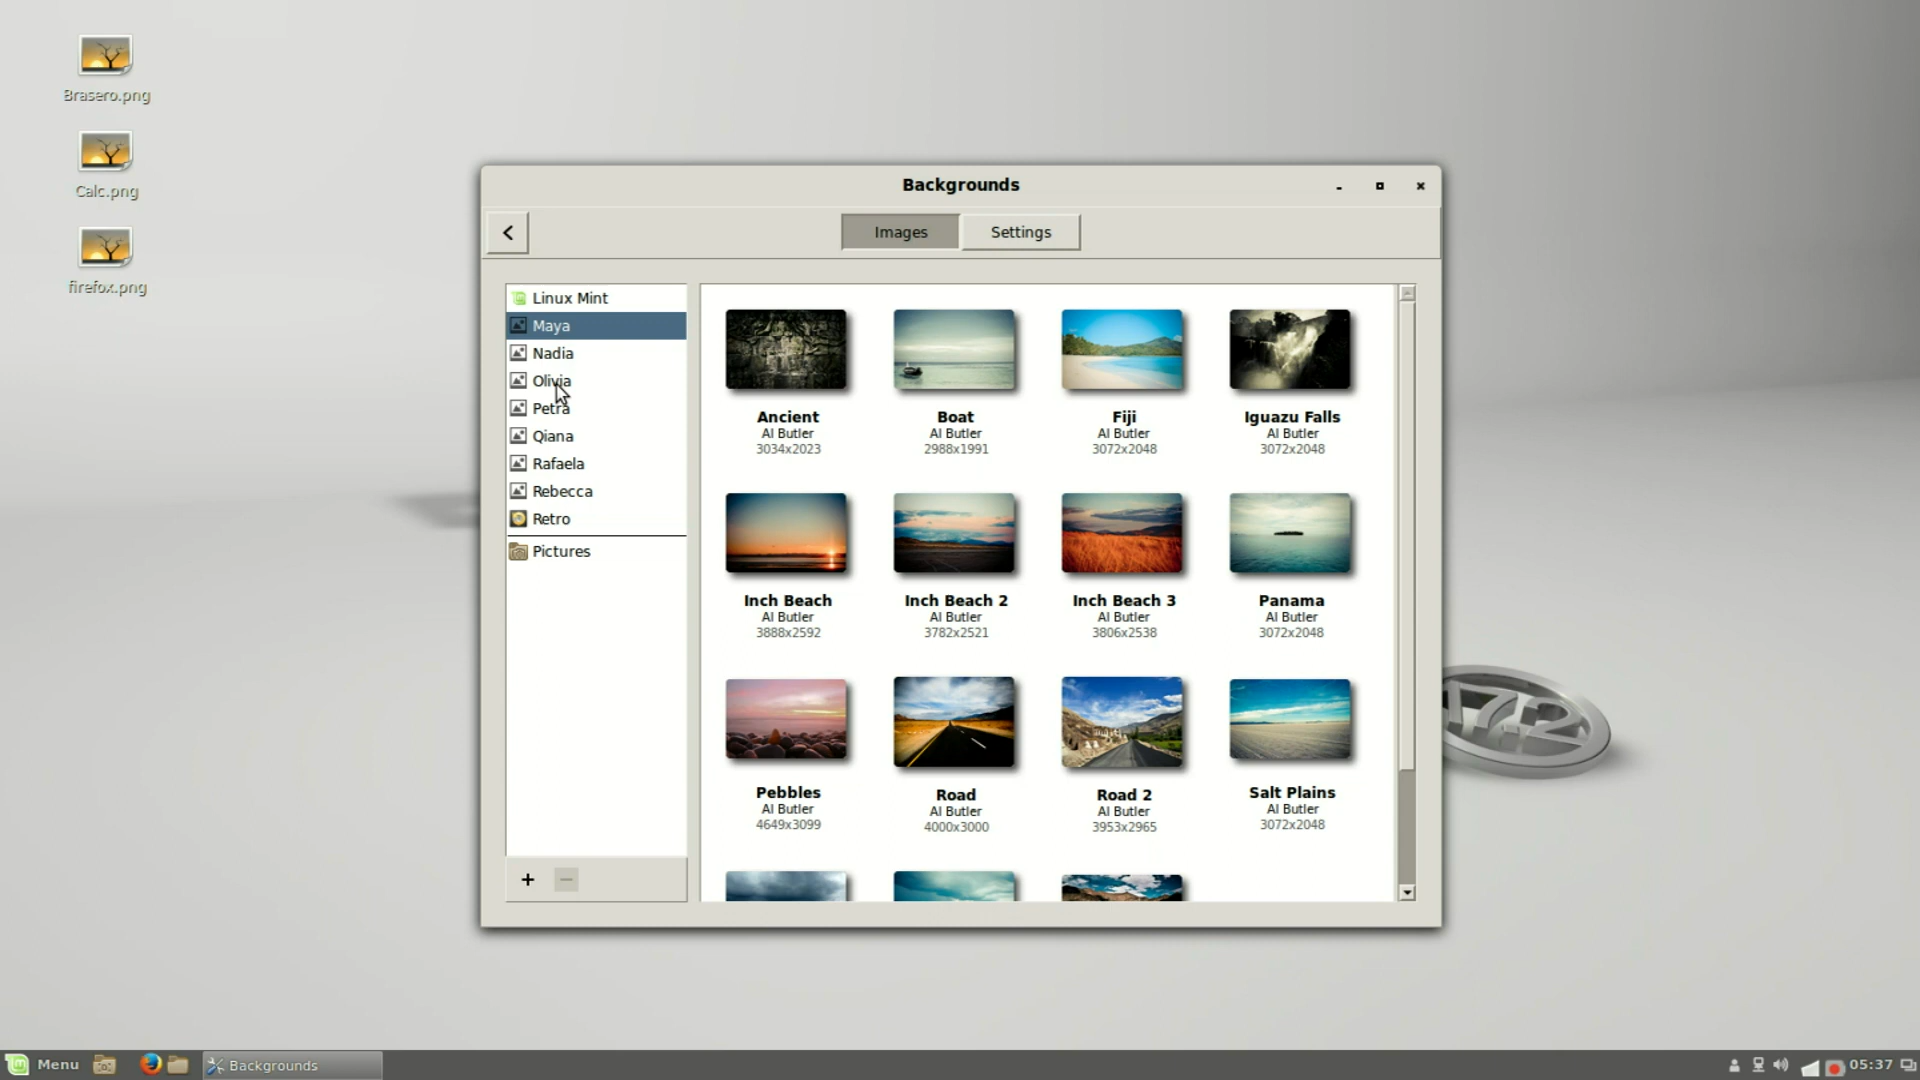 Brasero.png
Calc.png
firefox.png
Backgrounds
Images
Settings
Linux Mint
Maya
Nadia
Olivia
Petra
Qiana
Rafaela
Rebecca
Retro
Pictures
Ancient
Al Butler
3034x2023
Boat
Al Butler
2988x1991
Fiji
Al Butler
3072x2048
Iguazu Falls
Al Butler
3072x2048
Inch Beach
Al Butler
3888x2592
Inch Beach 2
Al Butler
3782x2521
Inch Beach 3
Al Butler
3806x2538
Panama
Al Butler
3072x2048
Pebbles
Al Butler
4649x3099
Road
Al Butler
4000x3000
Road 2
Al Butler
3953x2965
Salt Plains
Al Butler
3072x2048
17.2
Menu
Backgrounds
05:37